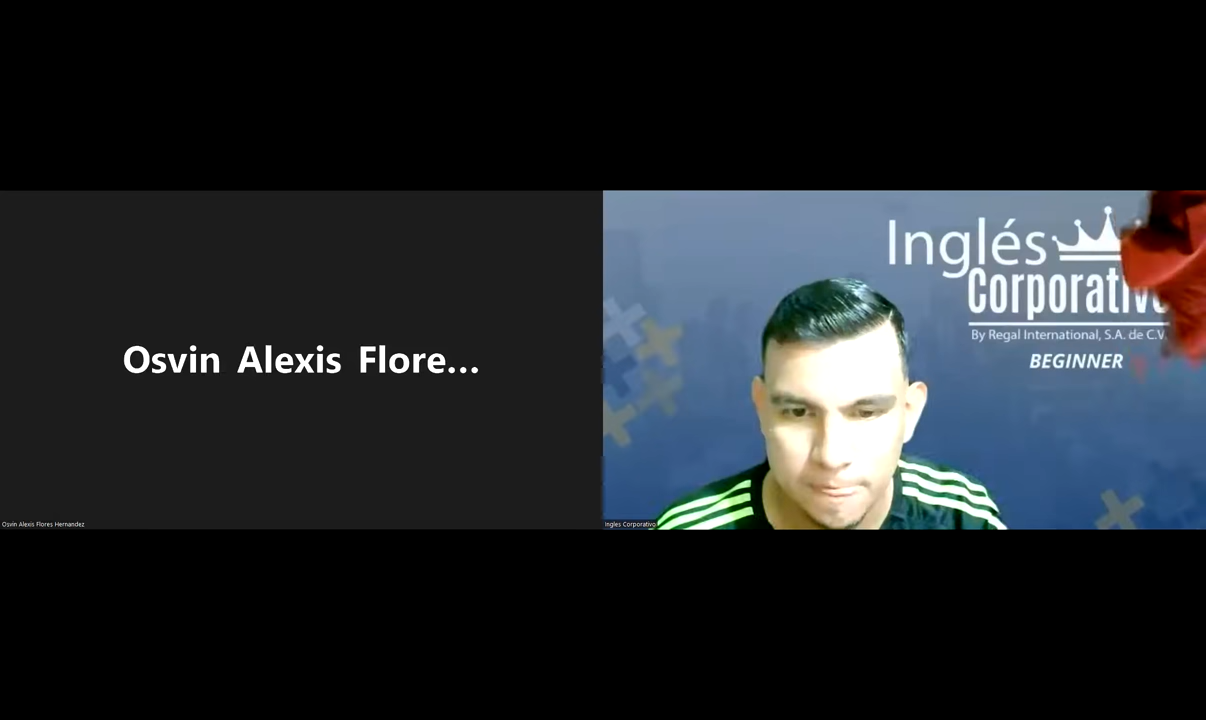 Osvin Alexis Flore...
Osvin Alexis Flores Hernandez
Inglés
Corporativo
By Regal International, S.A. de C.V.
BEGINNER
Ingles Corporativo